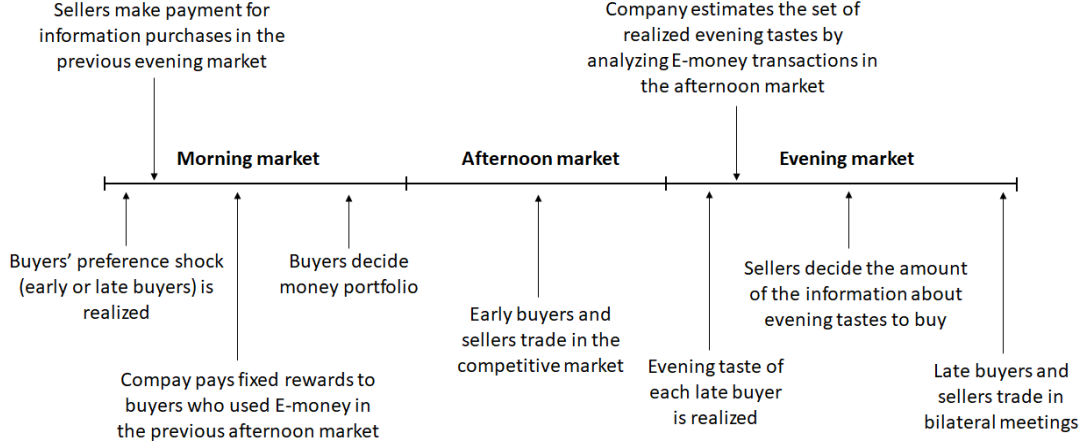 Sellers make payment for
information purchases in the
previous evening market
Company estimates the set of
realized evening tastes by
analyzing E-money transactions in
the afternoon market
Morning market
Afternoon market
Evening market
Buyers’ preference shock
(early or late buyers) is
realized
Compay pays fixed rewards to
buyers who used E-money in
the previous afternoon market
Buyers decide
money portfolio
Early buyers and
sellers trade in the
competitive market
Evening taste of
each late buyer
is realized
Sellers decide the amount
of the information about
evening tastes to buy
Late buyers and
sellers trade in
bilateral meetings